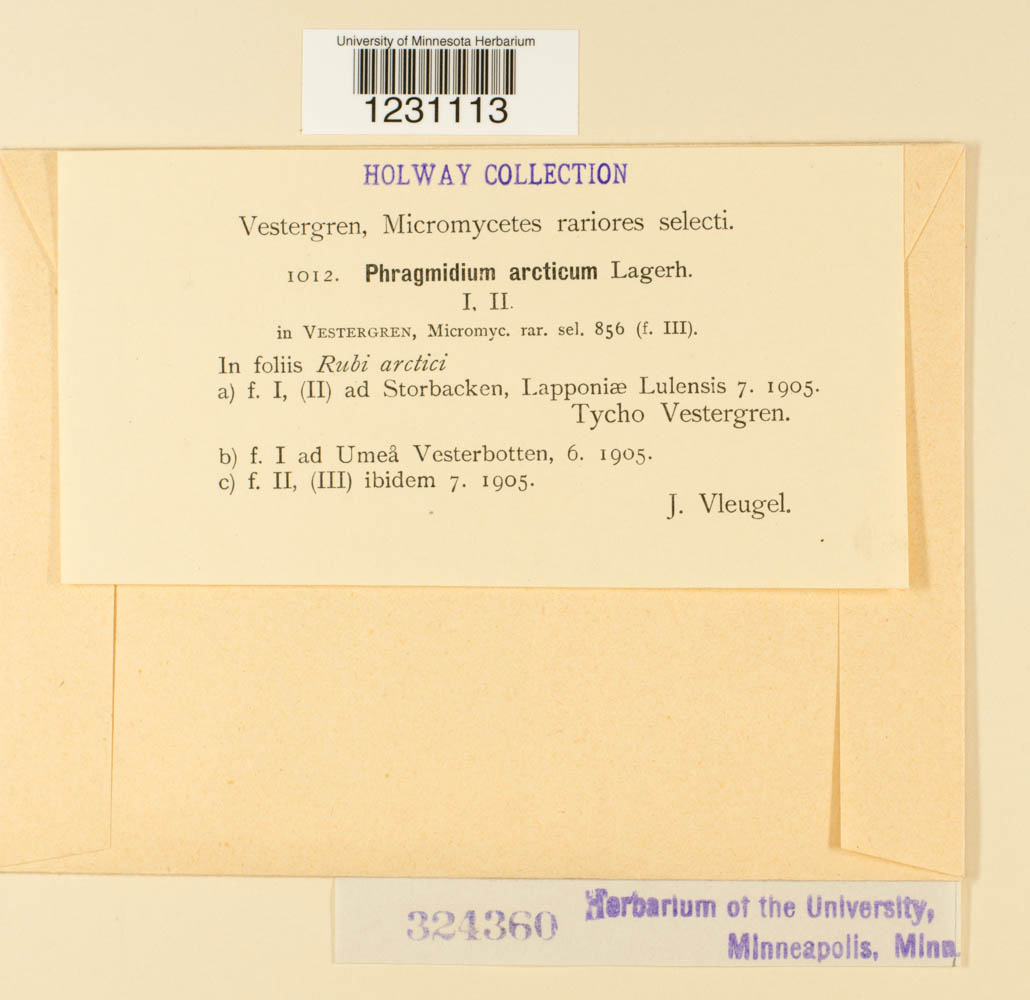 University of Minnesota Herbarium
1231113
HOLWAY COLLECTION
Vestergren, Micromycetes rariores selecti.
1012. Phragmidium arcticum Lagerh.
I, II.
in VESTERGREN, Micromyc. rar. sel. 856 (f. III).
In foliis Rubi arctici
a) f. I, (II) ad Storbacken, Lapponiæ Lulensis 7. 1905.
Tycho Vestergren.
b) f. I ad Umeå Vesterbotten, 6. 1905.
c) f. II, (III) ibidem 7. 1905.
J. Vleugel.
324360
Herbarium of the University,
Minneapolis, Minn.